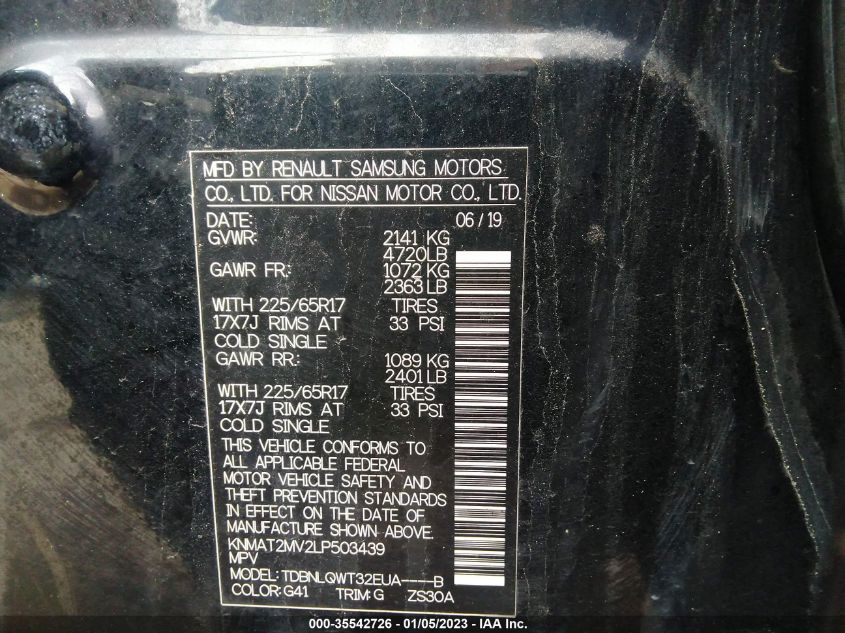 MFD BY RENAULT SAMSUNG MOTORS
CO., LTD. FOR NISSAN MOTOR CO., LTD.
DATE: 06/19
GVWR: 2141 KG
4720LB
GAWR FR: 1072 KG
2363 LB
WITH 225/65R17 TIRES
17X7J RIMS AT 33 PSI
COLD SINGLE
GAWR RR: 1089 KG
2401 LB
WITH 225/65R17 TIRES
17X7J RIMS AT 33 PSI
COLD SINGLE
THIS VEHICLE CONFORMS TO
ALL APPLICABLE FEDERAL
MOTOR VEHICLE SAFETY AND
THEFT PREVENTION STANDARDS
IN EFFECT ON THE DATE OF
MANUFACTURE SHOWN ABOVE.
KNMAT2MV2LP503439
MPV
MODEL: TDBNLQWT32EUA----B
COLOR: G41 TRIM: G ZS30A
000-35542726 - 01/05/2023 - IAA Inc.